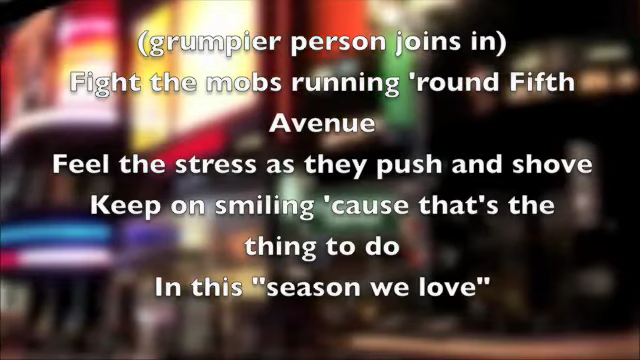 (grumpier person joins in)
Fight the mobs running 'round Fifth
Avenue
Feel the stress as they push and shove
Keep on smiling 'cause that's the
thing to do
In this "season we love"